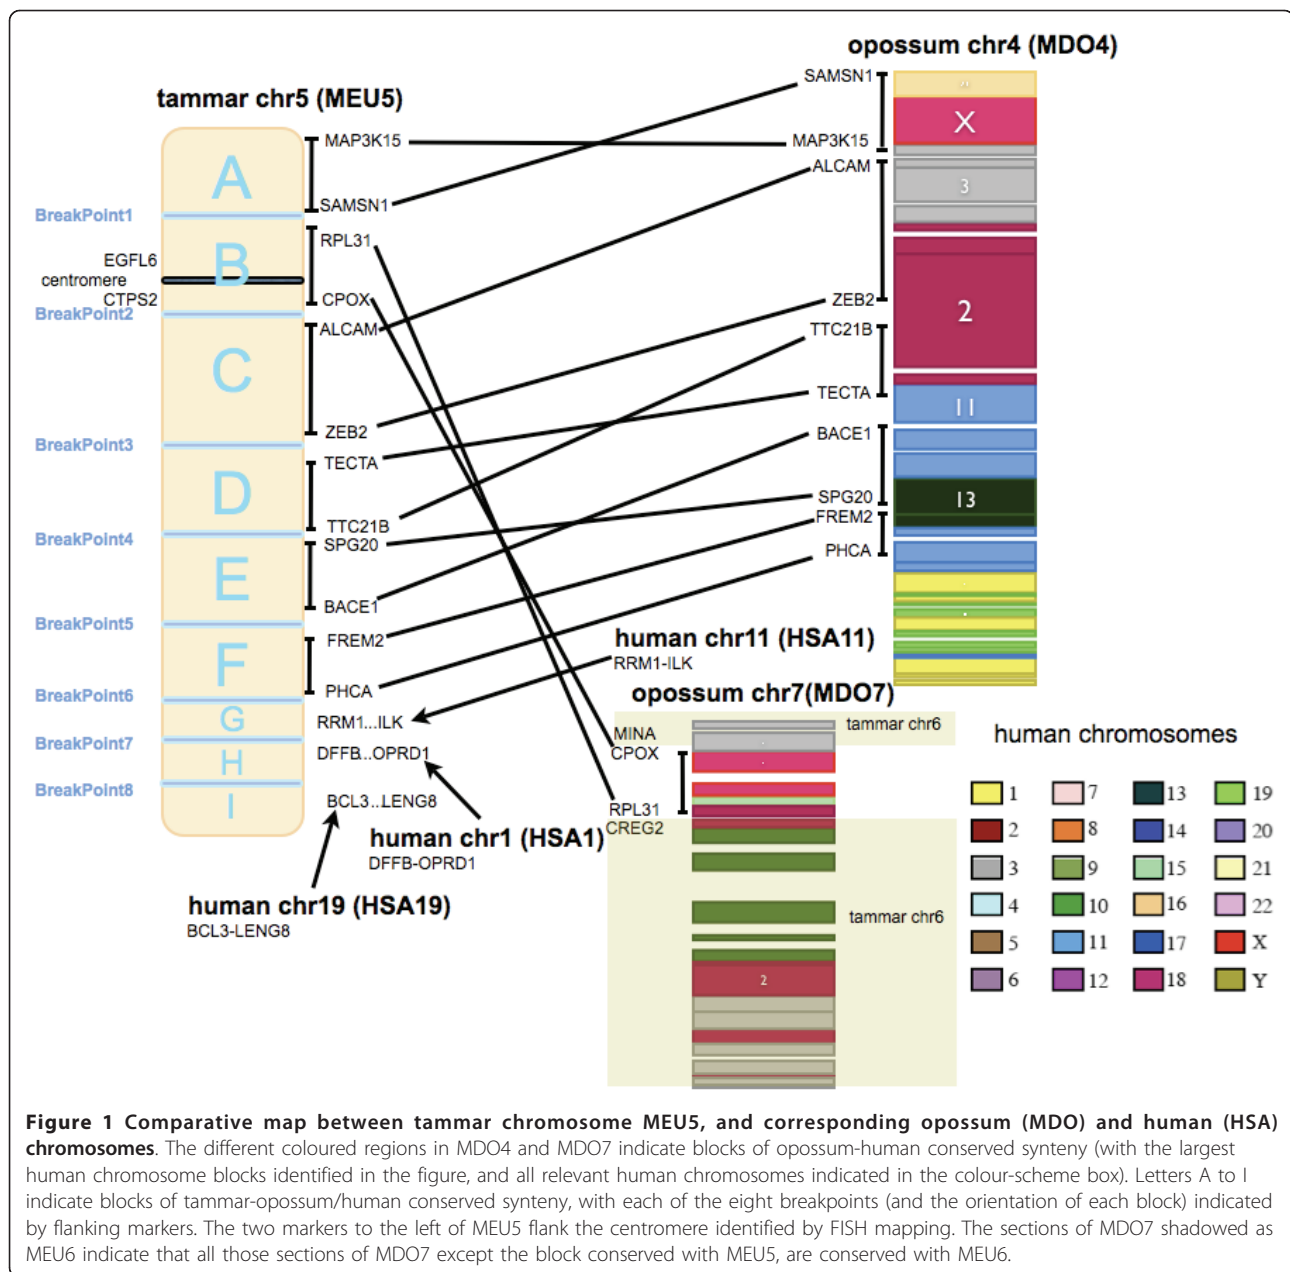 opossum chr4 (MDO4)
SAMSN1
X
MAP3K15
ALCAM
3
ZEB2
2
TTC21B
TECTA
11
BACE1
SPG20
13
FREM2
PHCA
tammar chr5 (MEU5)
A
MAP3K15
SAMSN1
BreakPoint1
RPL31
B
EGFL6
centromere
CTPS2
CPOX
BreakPoint2
ALCAM
C
ZEB2
BreakPoint3
TECTA
D
TTC21B
BreakPoint4
SPG20
E
BACE1
BreakPoint5
FREM2
F
PHCA
BreakPoint6
G
RRM1...ILK
BreakPoint7
H
DFFB...OPRD1
BreakPoint8
I
BCL3...LENG8
human chr11 (HSA11)
RRM1-ILK
human chr1 (HSA1)
DFFB-OPRD1
human chr19 (HSA19)
BCL3-LENG8
opossum chr7(MDO7)
tammar chr6
MINA
CPOX
RPL31
CREG2
tammar chr6
2
human chromosomes
1 7 13 19
2 8 14 20
3 9 15 21
4 10 16 22
5 11 17 X
6 12 18 Y
Figure 1 Comparative map between tammar chromosome MEU5, and corresponding opossum (MDO) and human (HSA)
chromosomes. The different coloured regions in MDO4 and MDO7 indicate blocks of opossum-human conserved synteny (with the largest
human chromosome blocks identified in the figure, and all relevant human chromosomes indicated in the colour-scheme box). Letters A to I
indicate blocks of tammar-opossum/human conserved synteny, with each of the eight breakpoints (and the orientation of each block) indicated
by flanking markers. The two markers to the left of MEU5 flank the centromere identified by FISH mapping. The sections of MDO7 shadowed as
MEU6 indicate that all those sections of MDO7 except the block conserved with MEU5, are conserved with MEU6.